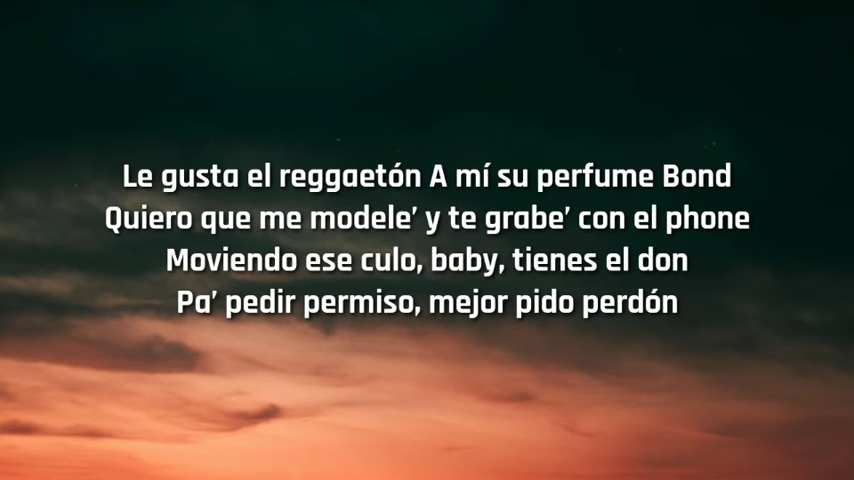 Le gusta el reggaetón A mí su perfume Bond
Quiero que me modele’ y te grabe’ con el phone
Moviendo ese culo, baby, tienes el don
Pa’ pedir permiso, mejor pido perdón